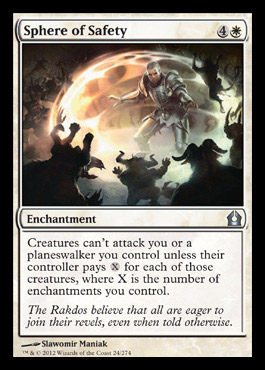 Sphere of Safety 4
Enchantment
Creatures can't attack you or a
planeswalker you control unless their
controller pays X for each of those
creatures, where X is the number of
enchantments you control.
The Rakdos believe that all are eager to
join their revels, even when told otherwise.
Slawomir Maniak
™ & © 2012 Wizards of the Coast 24/274